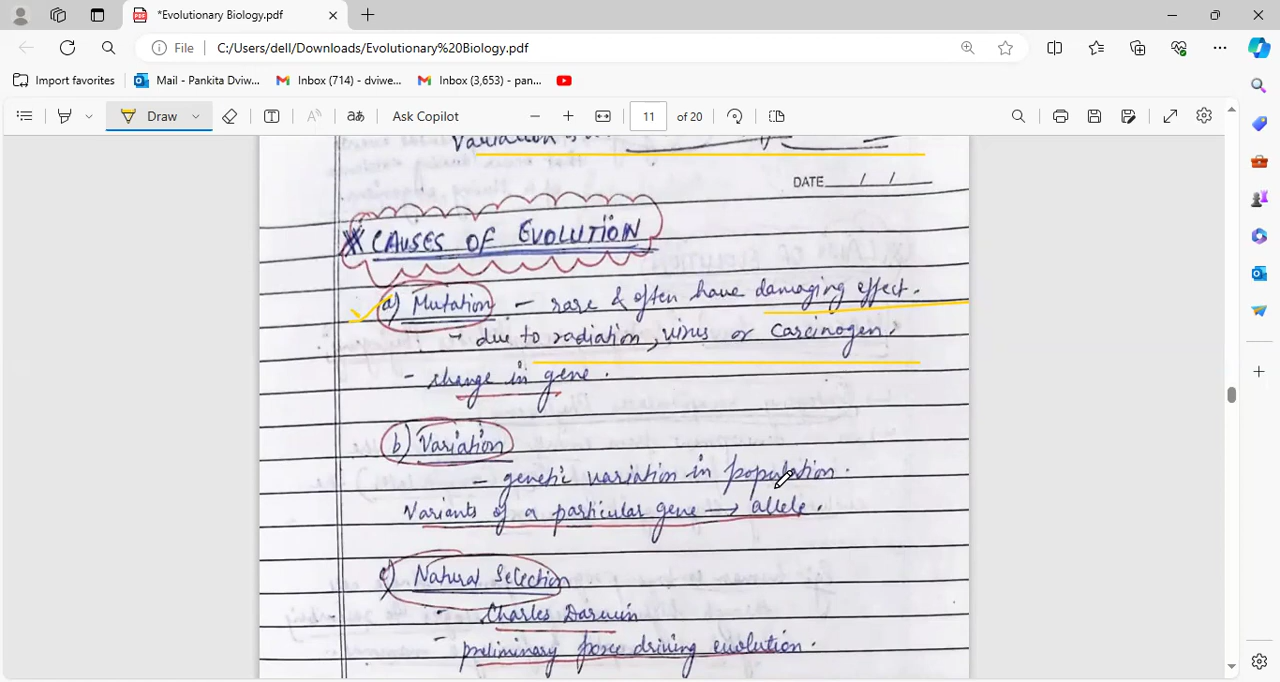 *Evolutionary Biology.pdf
File
C:/Users/dell/Downloads/Evolutionary%20Biology.pdf
Import favorites
Mail - Pankita Dviw...
Inbox (714) - dviwe...
Inbox (3,653) - pan...
Draw
Ask Copilot
11 of 20
Variation is
DATE / /
CAUSES OF EVOLUTION
a) Mutation - rare & often have damaging effect.
- due to radiation, virus or carcinogen.
- change in gene.
b) Variation
- genetic variation in population.
Variants of a particular gene → allele.
c) Natural Selection
- Charles Darwin
- preliminary force driving evolution.